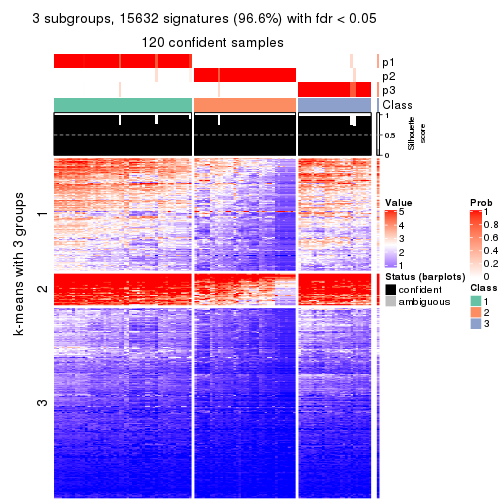 3 subgroups, 15632 signatures (96.6%) with fdr < 0.05
120 confident samples
p1
p2
p3
Class
1
0.5
0
Silhouette
score
k-means with 3 groups
1
2
3
Value
5
4
3
2
1
Status (barplots)
confident
ambiguous
Prob
1
0.8
0.6
0.4
0.2
0
Class
1
2
3